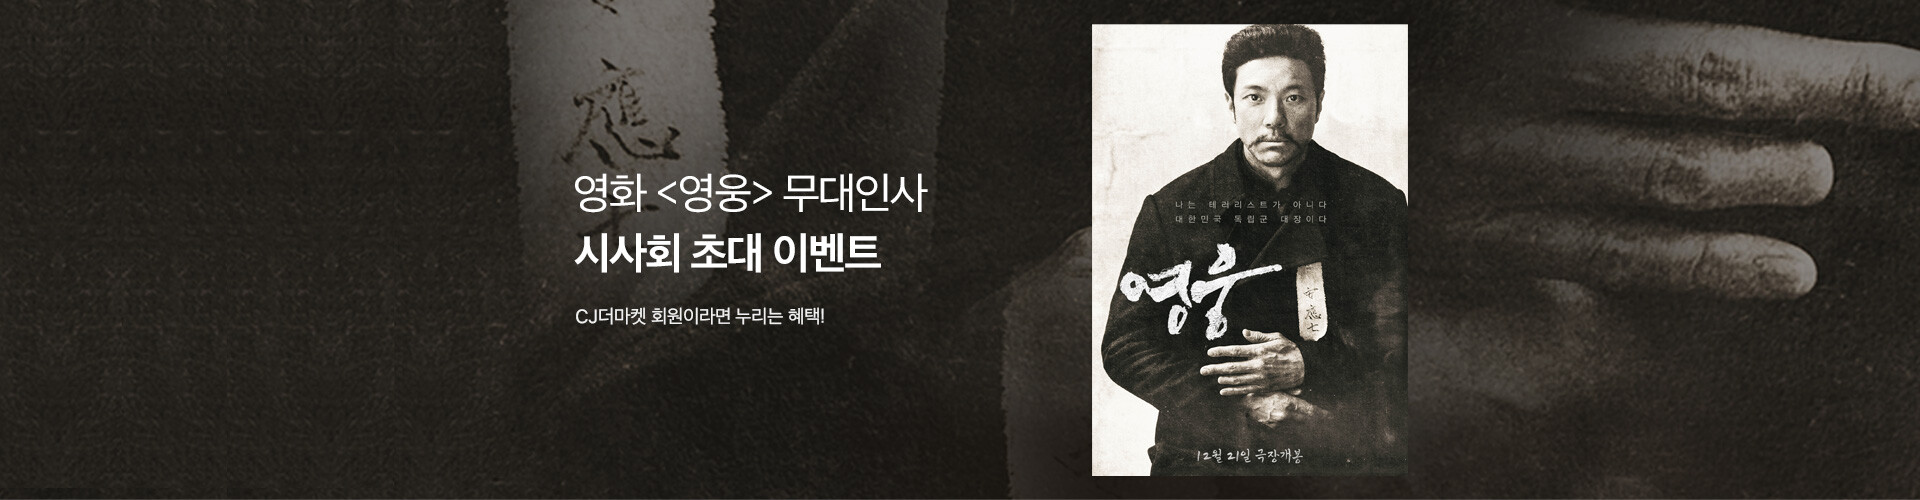 應
영화 <영웅> 무대인사
시사회 초대 이벤트
CJ더마켓 회원이라면 누리는 혜택!
나는 테러리스트가 아니다
대한민국 독립군 대장이다
영웅
應七
12월 21일 극장개봉